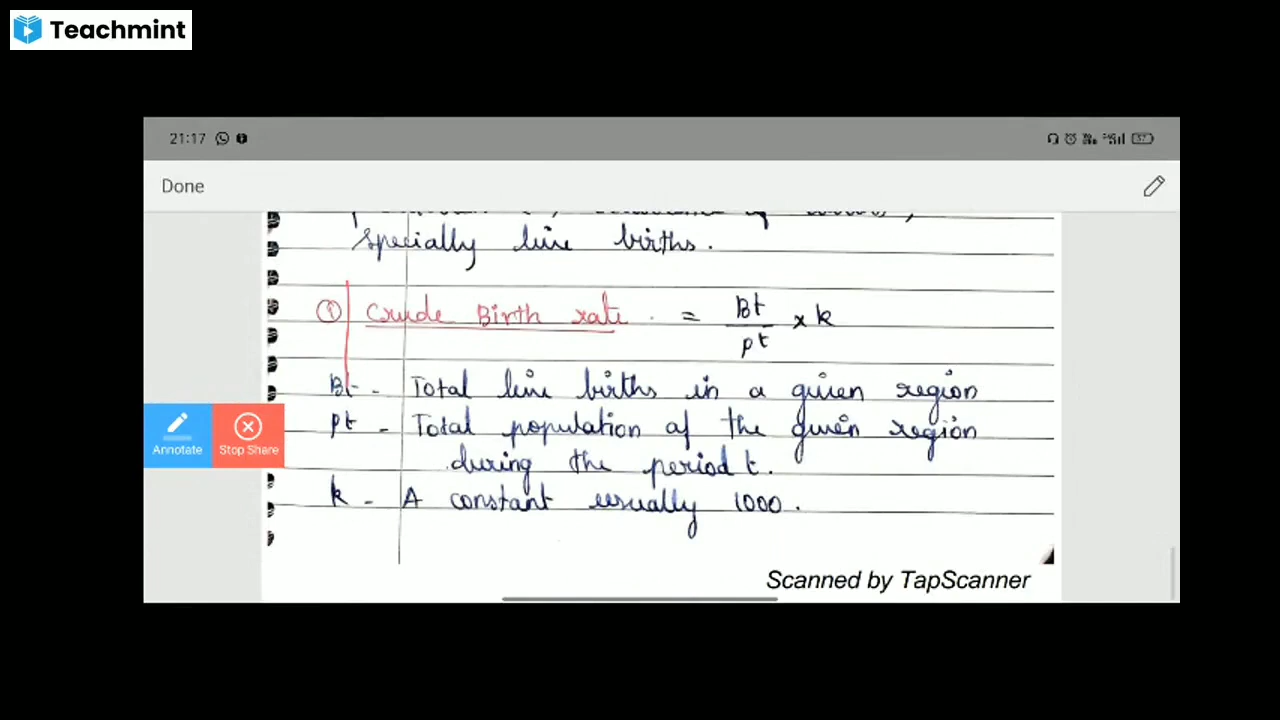 Teachmint
21:17
37
Done
specially live births.
① Crude Birth rate = Bt / pt × k
Bt - Total live births in a given region
pt - Total population of the given region
during the period t.
k - A constant usually 1000.
Annotate
Stop Share
Scanned by TapScanner